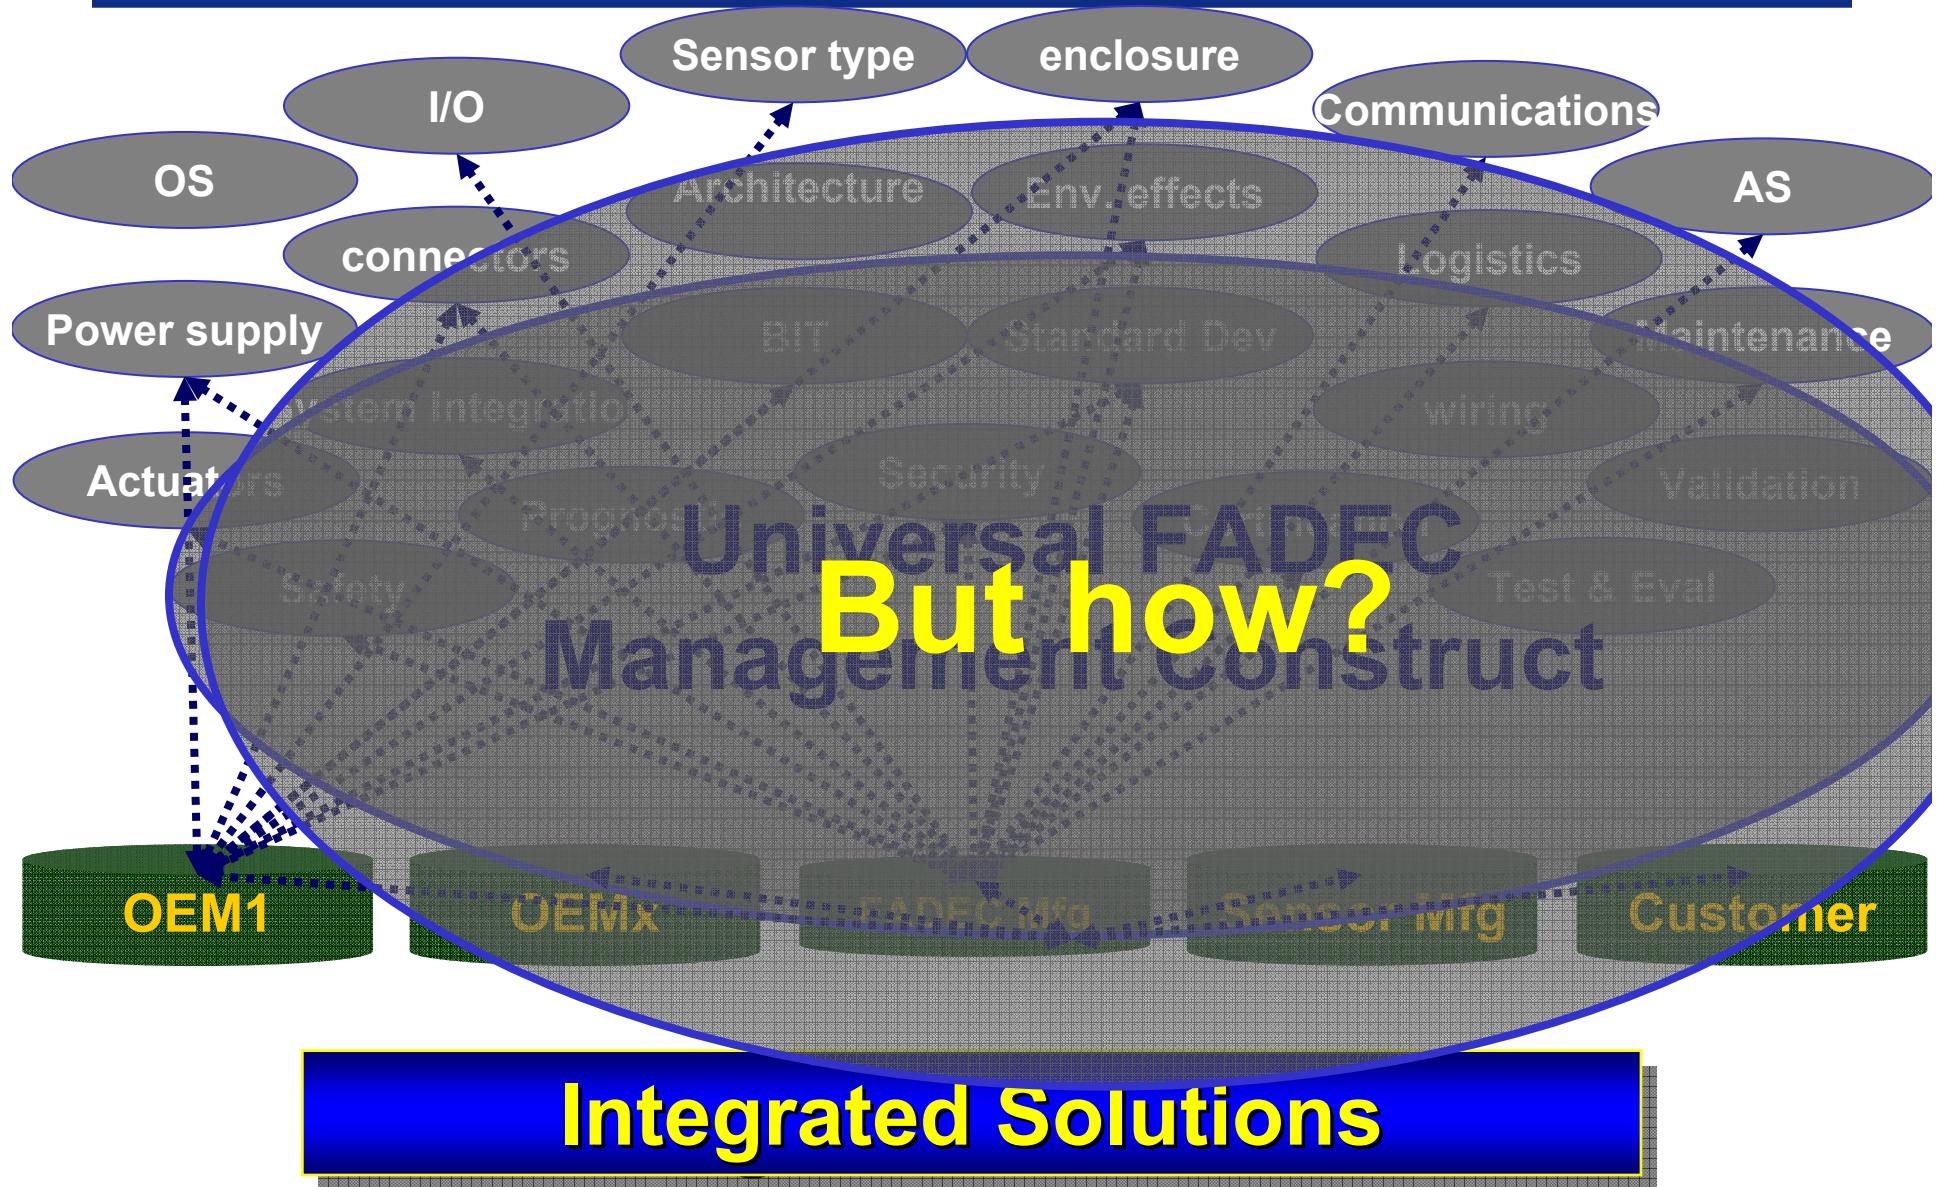 Sensor type
enclosure
I/O
Communications
OS
Architecture
Env. effects
AS
connectors
Logistics
Power supply
BIT
Standard Dev
Maintenance
System Integration
wiring
Actuators
Security
Validation
Prognosis
Universal FADEC
Safety
But how?
Test & Eval
Management Construct
OEM1
OEMx
FADEC Mfg
Sensor Mfg
Customer
Integrated Solutions